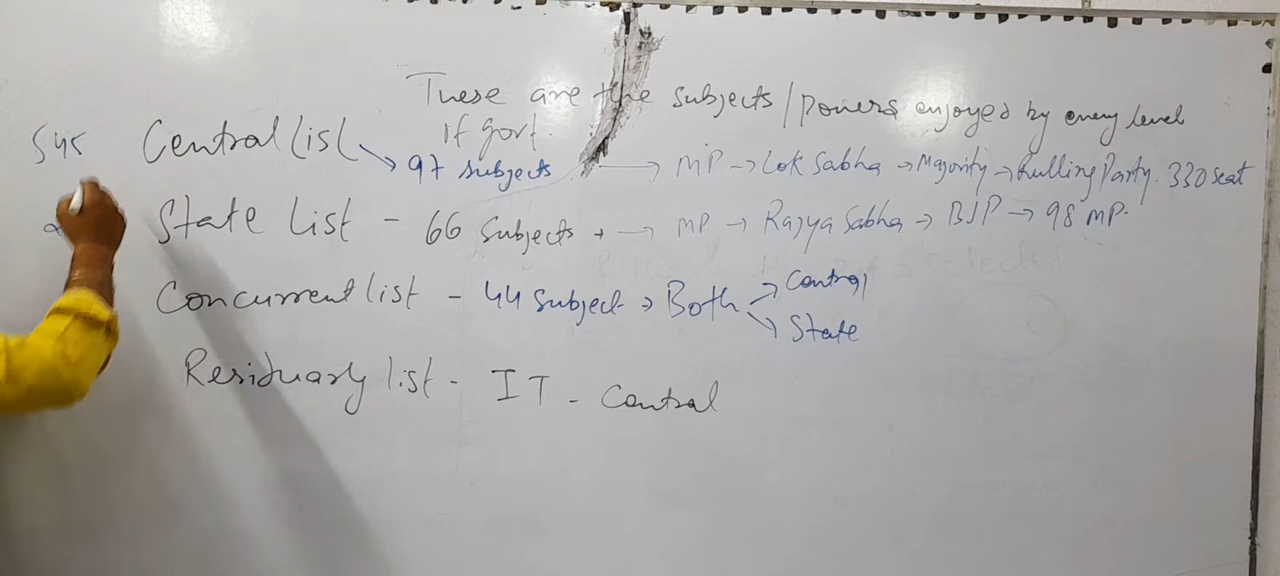 These are the subjects / powers enjoyed by every level
of govt.
545 Central list → 97 subjects → MP → Lok Sabha → Majority → Rulling Party. 330 seat
State list - 66 subjects → MP → Rajya Sabha → BJP → 98 MP.
Concurrent list - 44 subject → Both → Central
→ State
Residuary list - IT - Central